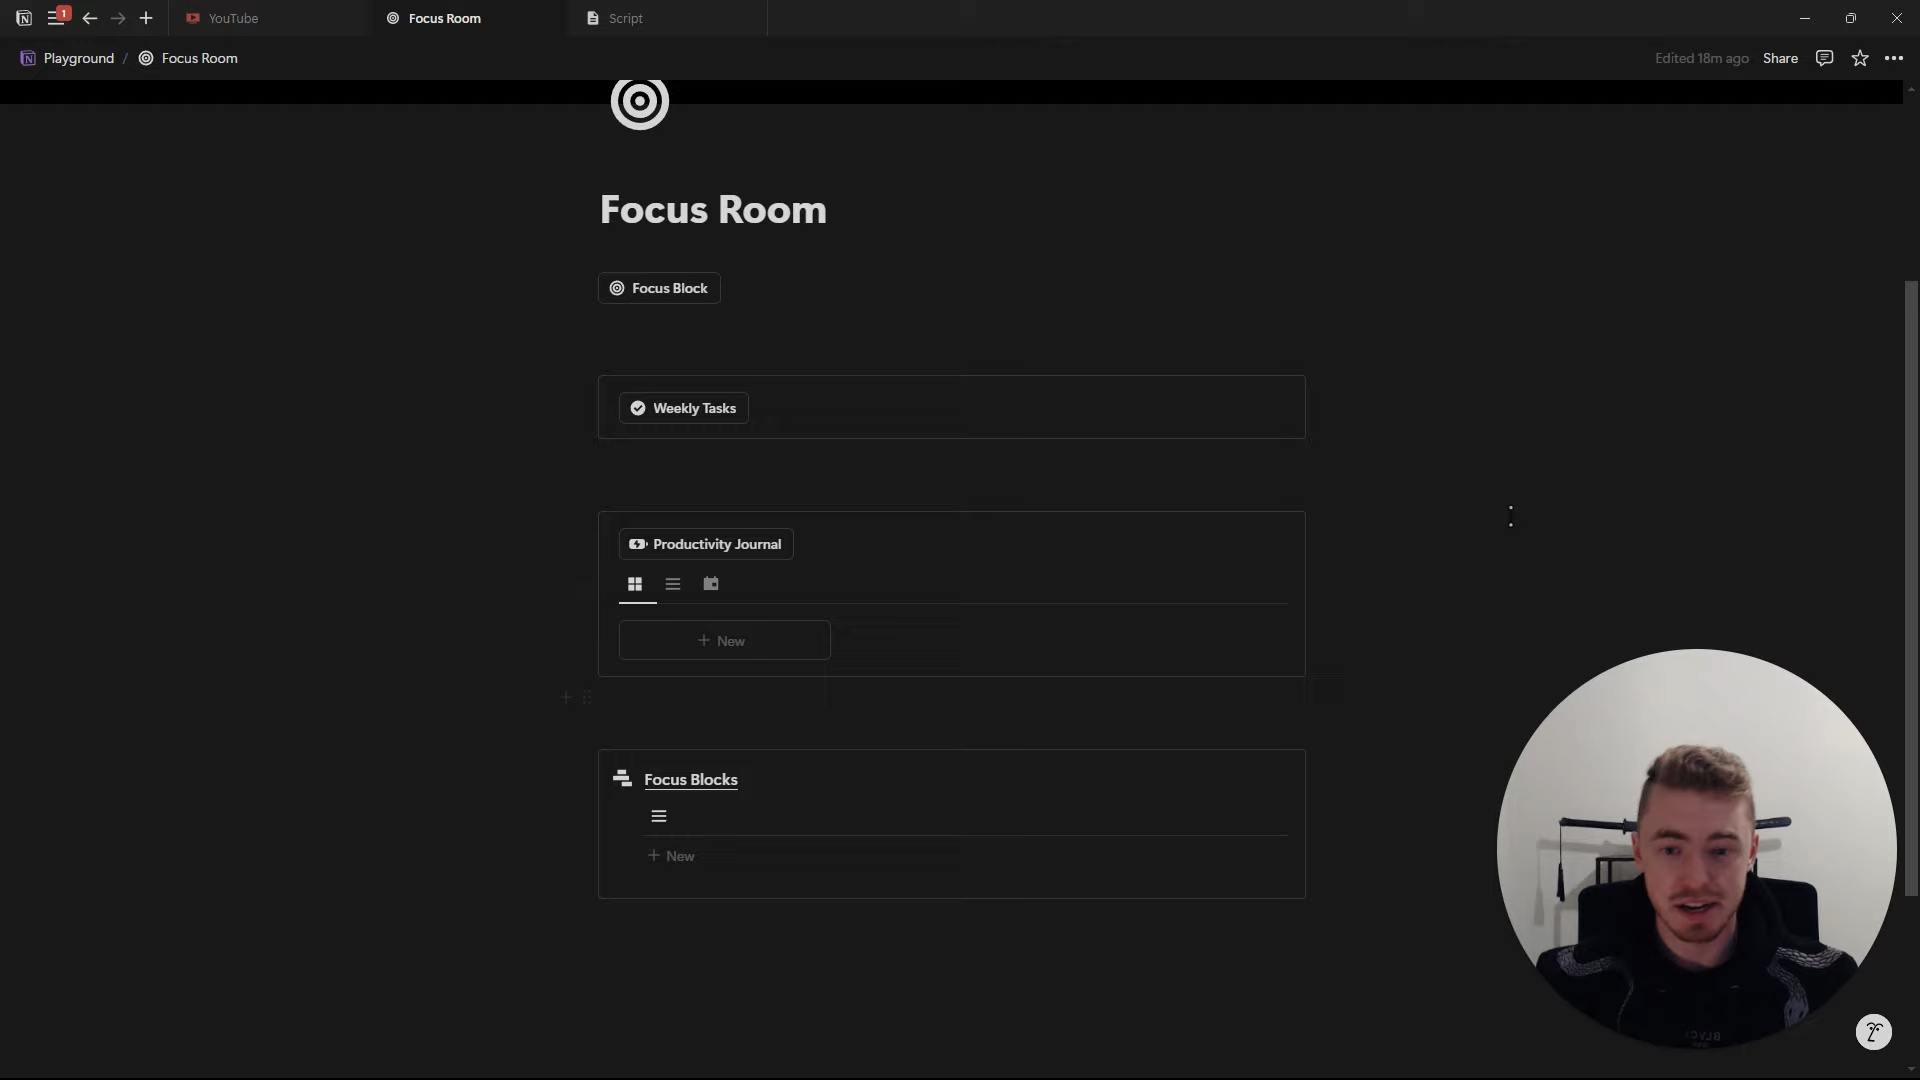 1
YouTube
Focus Room
Script
Playground / Focus Room
Edited 18m ago
Share
Focus Room
Focus Block
Weekly Tasks
Productivity Journal
+ New
Focus Blocks
+ New